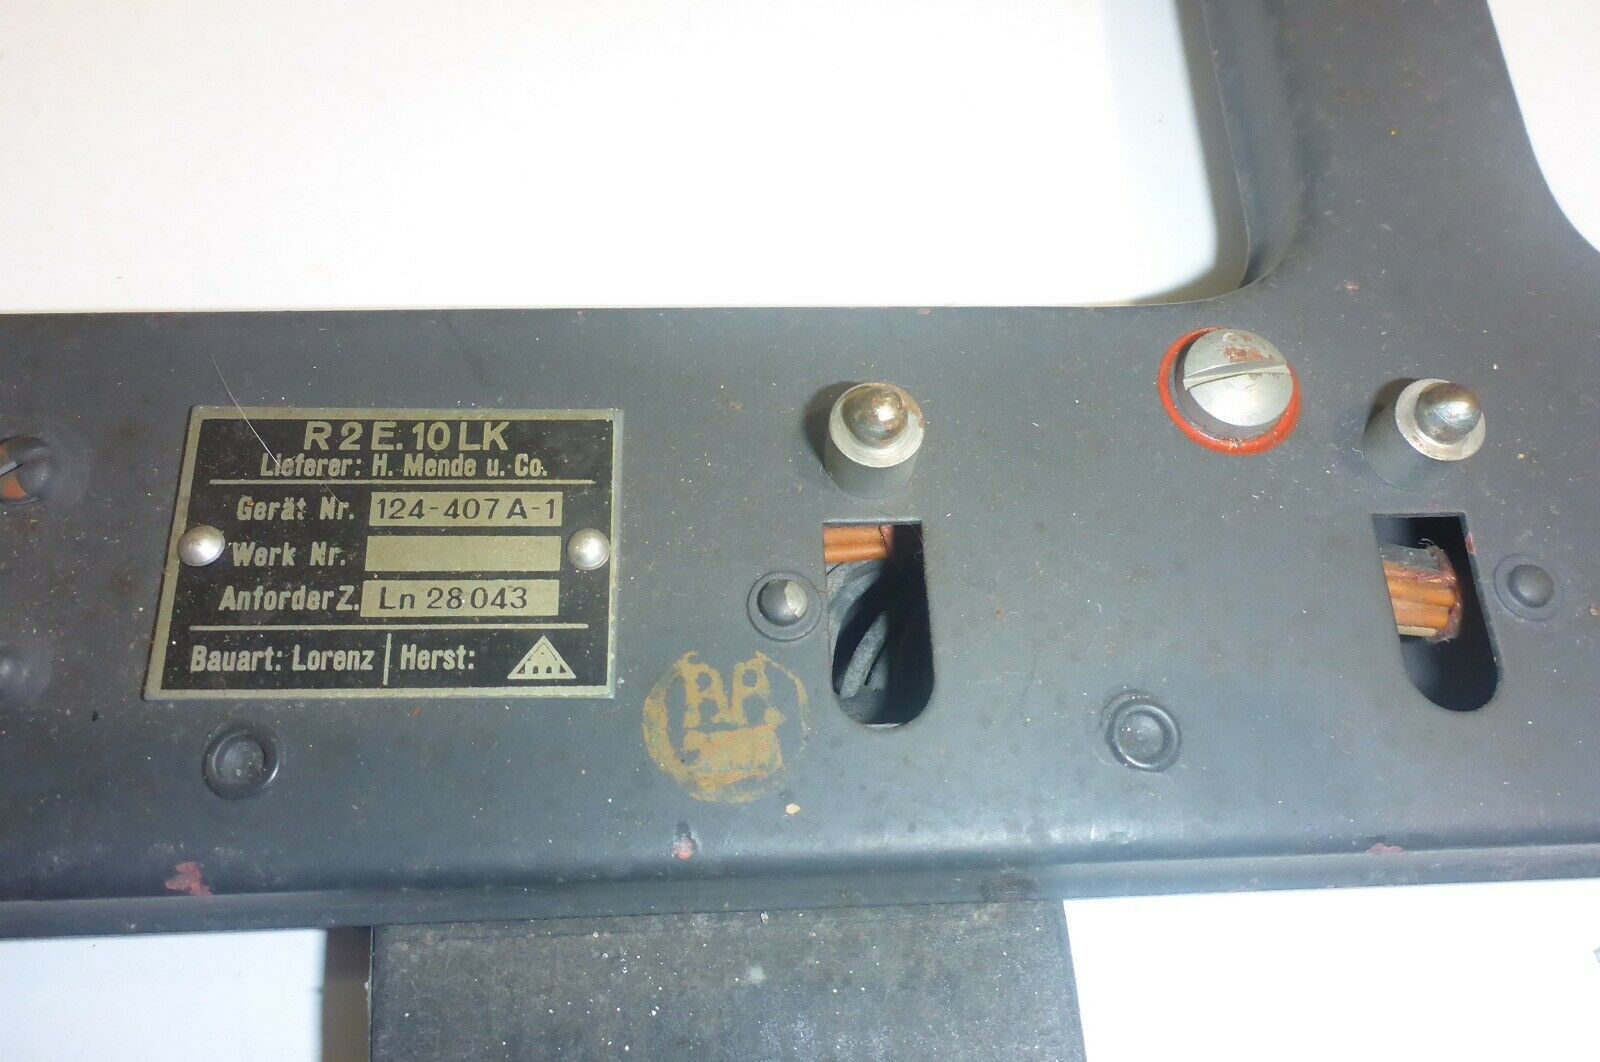 R 2 E. 10 LK
Lieferer: H. Mende u. Co.
Gerät Nr. 124-407 A-1
Werk Nr.
Anforder Z. Ln 28 043
Bauart: Lorenz Herst: